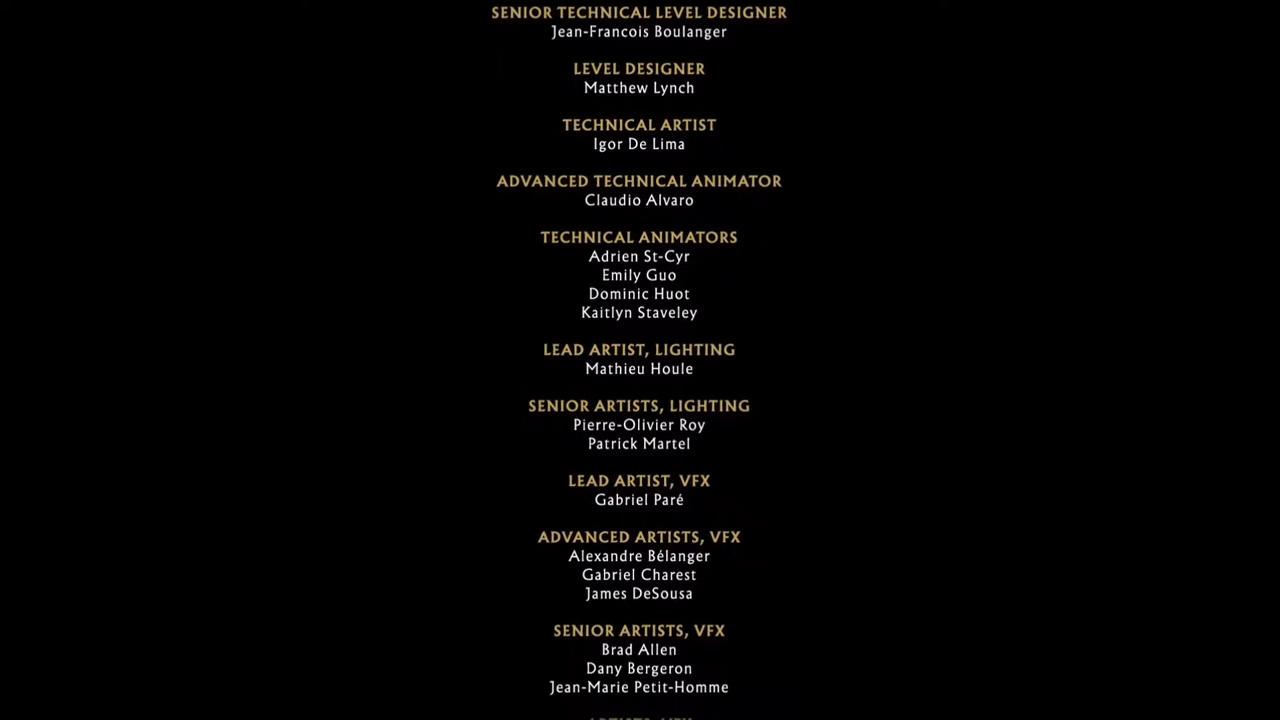 SENIOR TECHNICAL LEVEL DESIGNER
Jean-Francois Boulanger
LEVEL DESIGNER
Matthew Lynch
TECHNICAL ARTIST
Igor De Lima
ADVANCED TECHNICAL ANIMATOR
Claudio Alvaro
TECHNICAL ANIMATORS
Adrien St-Cyr
Emily Guo
Dominic Huot
Kaitlyn Staveley
LEAD ARTIST, LIGHTING
Mathieu Houle
SENIOR ARTISTS, LIGHTING
Pierre-Olivier Roy
Patrick Martel
LEAD ARTIST, VFX
Gabriel Paré
ADVANCED ARTISTS, VFX
Alexandre Bélanger
Gabriel Charest
James DeSousa
SENIOR ARTISTS, VFX
Brad Allen
Dany Bergeron
Jean-Marie Petit-Homme